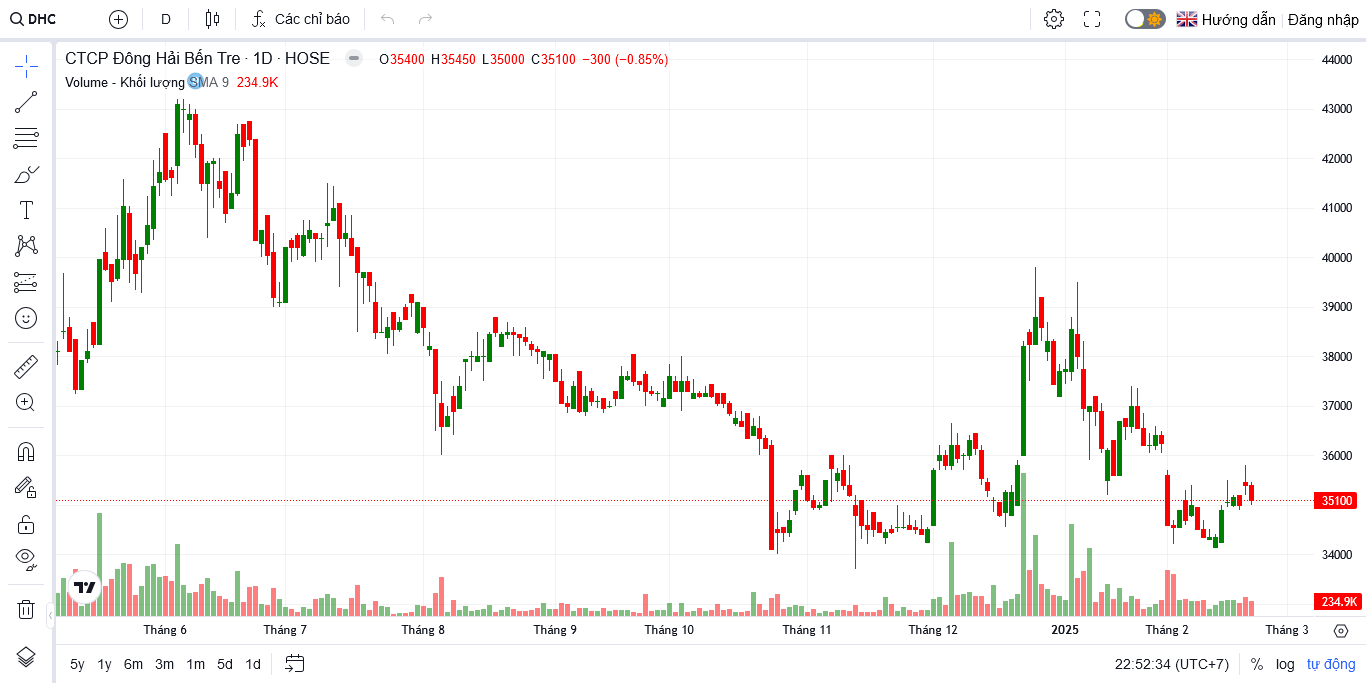 DHC D Các chỉ báo Hướng dẫn Đăng nhập
CTCP Đông Hải Bến Tre · 1D · HOSE O35400 H35450 L35000 C35100 −300 (−0.85%)
Volume - Khối lượng SMA 9 234.9K
44000
43000
42000
41000
40000
39000
38000
37000
36000
35100
34000
234.9K
Tháng 6 Tháng 7 Tháng 8 Tháng 9 Tháng 10 Tháng 11 Tháng 12 2025 Tháng 2 Tháng 3
5y 1y 6m 3m 1m 5d 1d 22:52:34 (UTC+7) % log tự động